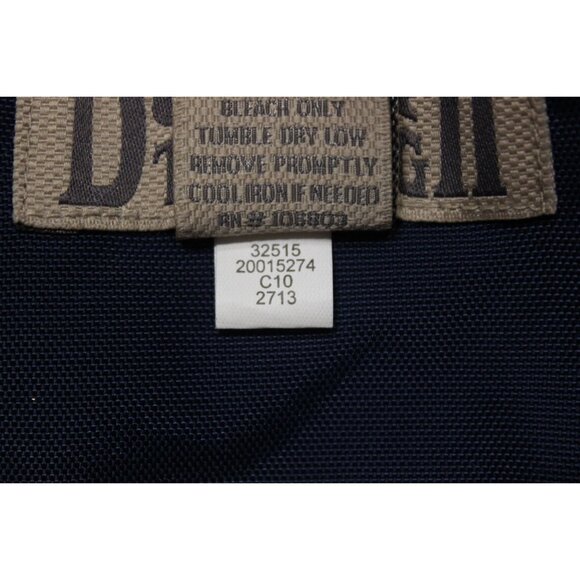 BLEACH ONLY
TUMBLE DRY LOW
REMOVE PROMPTLY
COOL IRON IF NEEDED
RN# 106803
32515
20015274
C10
2713